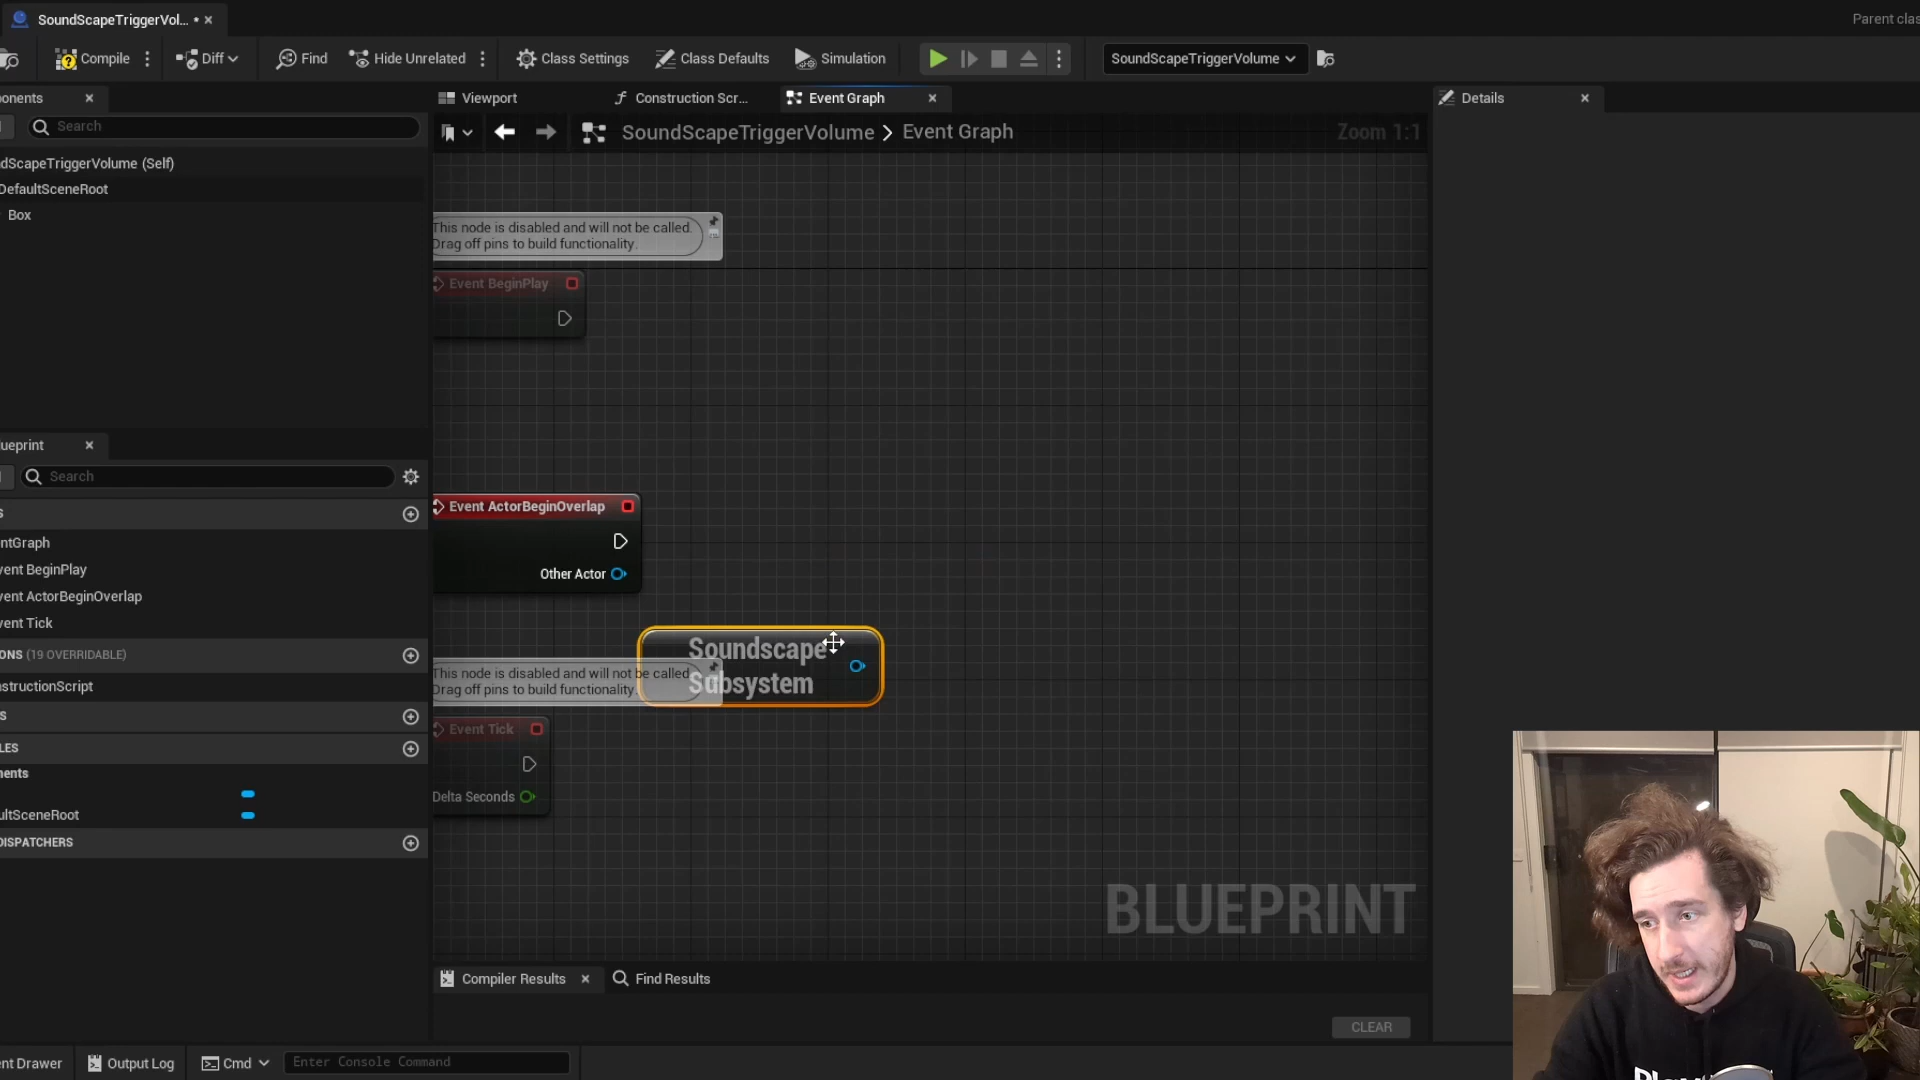 SoundScapeTriggerVol... •
Parent clas
Compile
Diff
Find
Hide Unrelated
Class Settings
Class Defaults
Simulation
SoundScapeTriggerVolume
onents
Viewport
Construction Scr...
Event Graph
Details
Search
SoundScapeTriggerVolume > Event Graph
Zoom 1:1
dScapeTriggerVolume (Self)
DefaultSceneRoot
Box
This node is disabled and will not be called.
Drag off pins to build functionality.
Event BeginPlay
ueprint
Search
S
ntGraph
vent BeginPlay
vent ActorBeginOverlap
vent Tick
ONS (19 OVERRIDABLE)
nstructionScript
S
LES
nents
ultSceneRoot
DISPATCHERS
Event ActorBeginOverlap
Other Actor
Soundscape
Subsystem
This node is disabled and will not be called.
Drag off pins to build functionality.
Event Tick
Delta Seconds
BLUEPRINT
Compiler Results
Find Results
CLEAR
ent Drawer
Output Log
Cmd
Enter Console Command